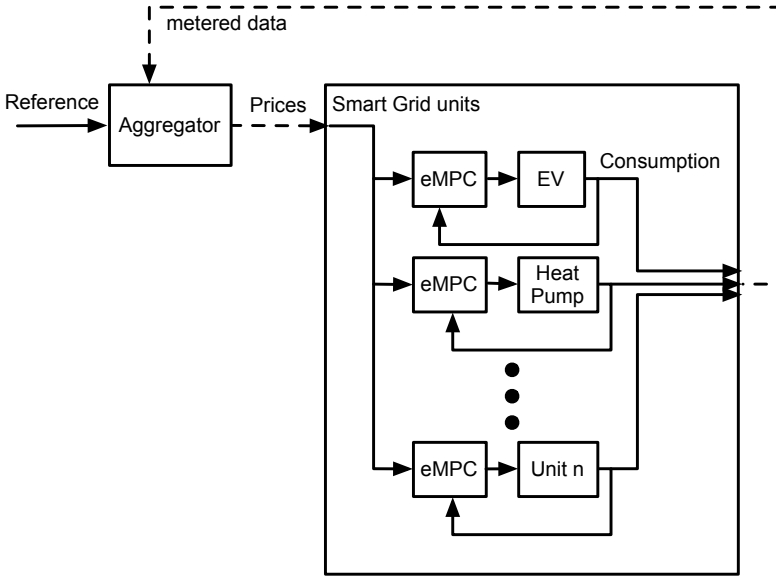 metered data
Reference
Aggregator
Prices
Smart Grid units
eMPC
EV
Consumption
eMPC
Heat
Pump
eMPC
Unit n